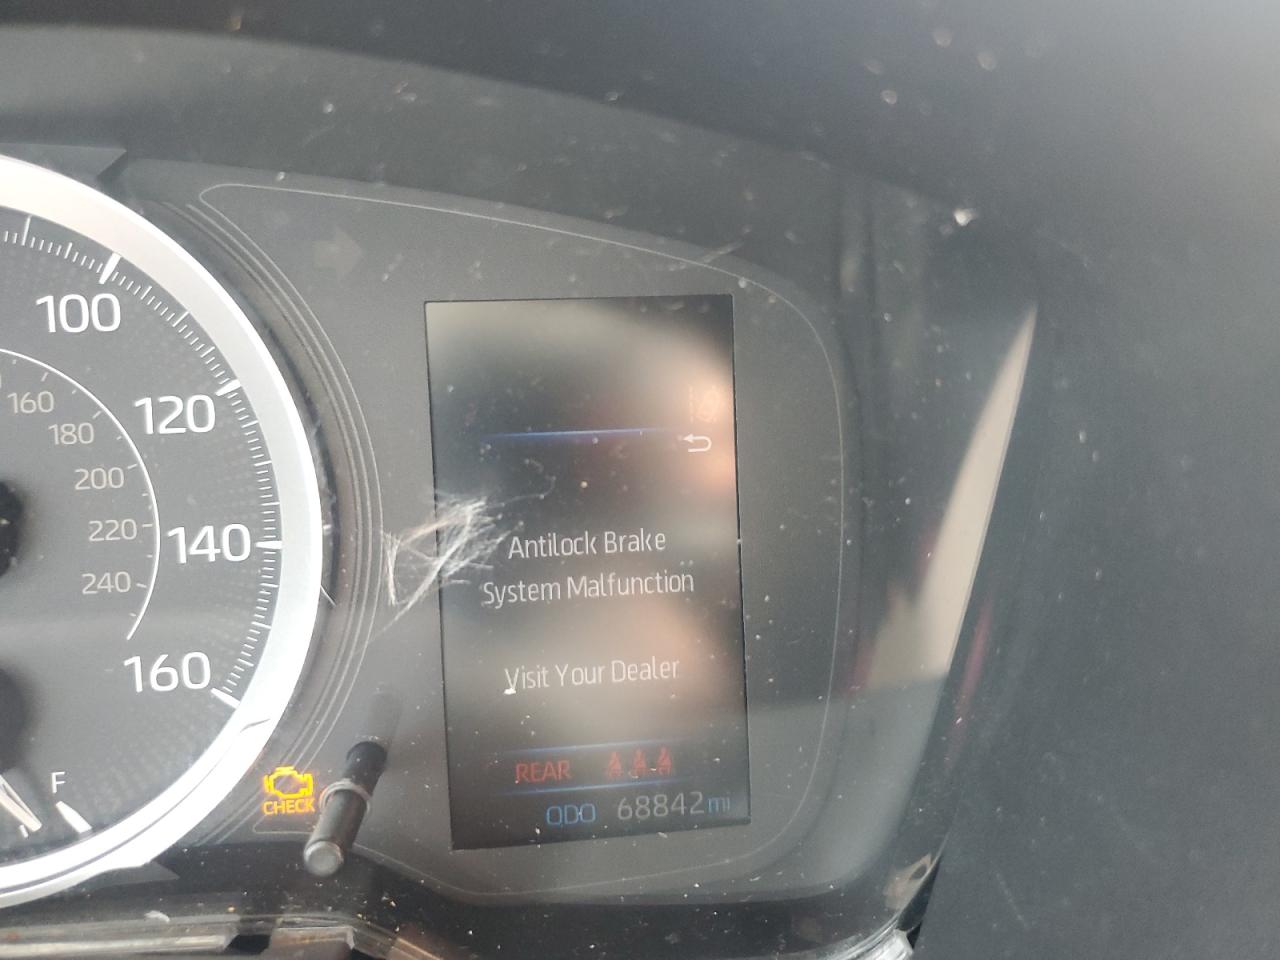 100
120
140
160
160
180
200
220
240
F
CHECK
Antilock Brake
System Malfunction
Visit Your Dealer
REAR
ODO 68842 mi